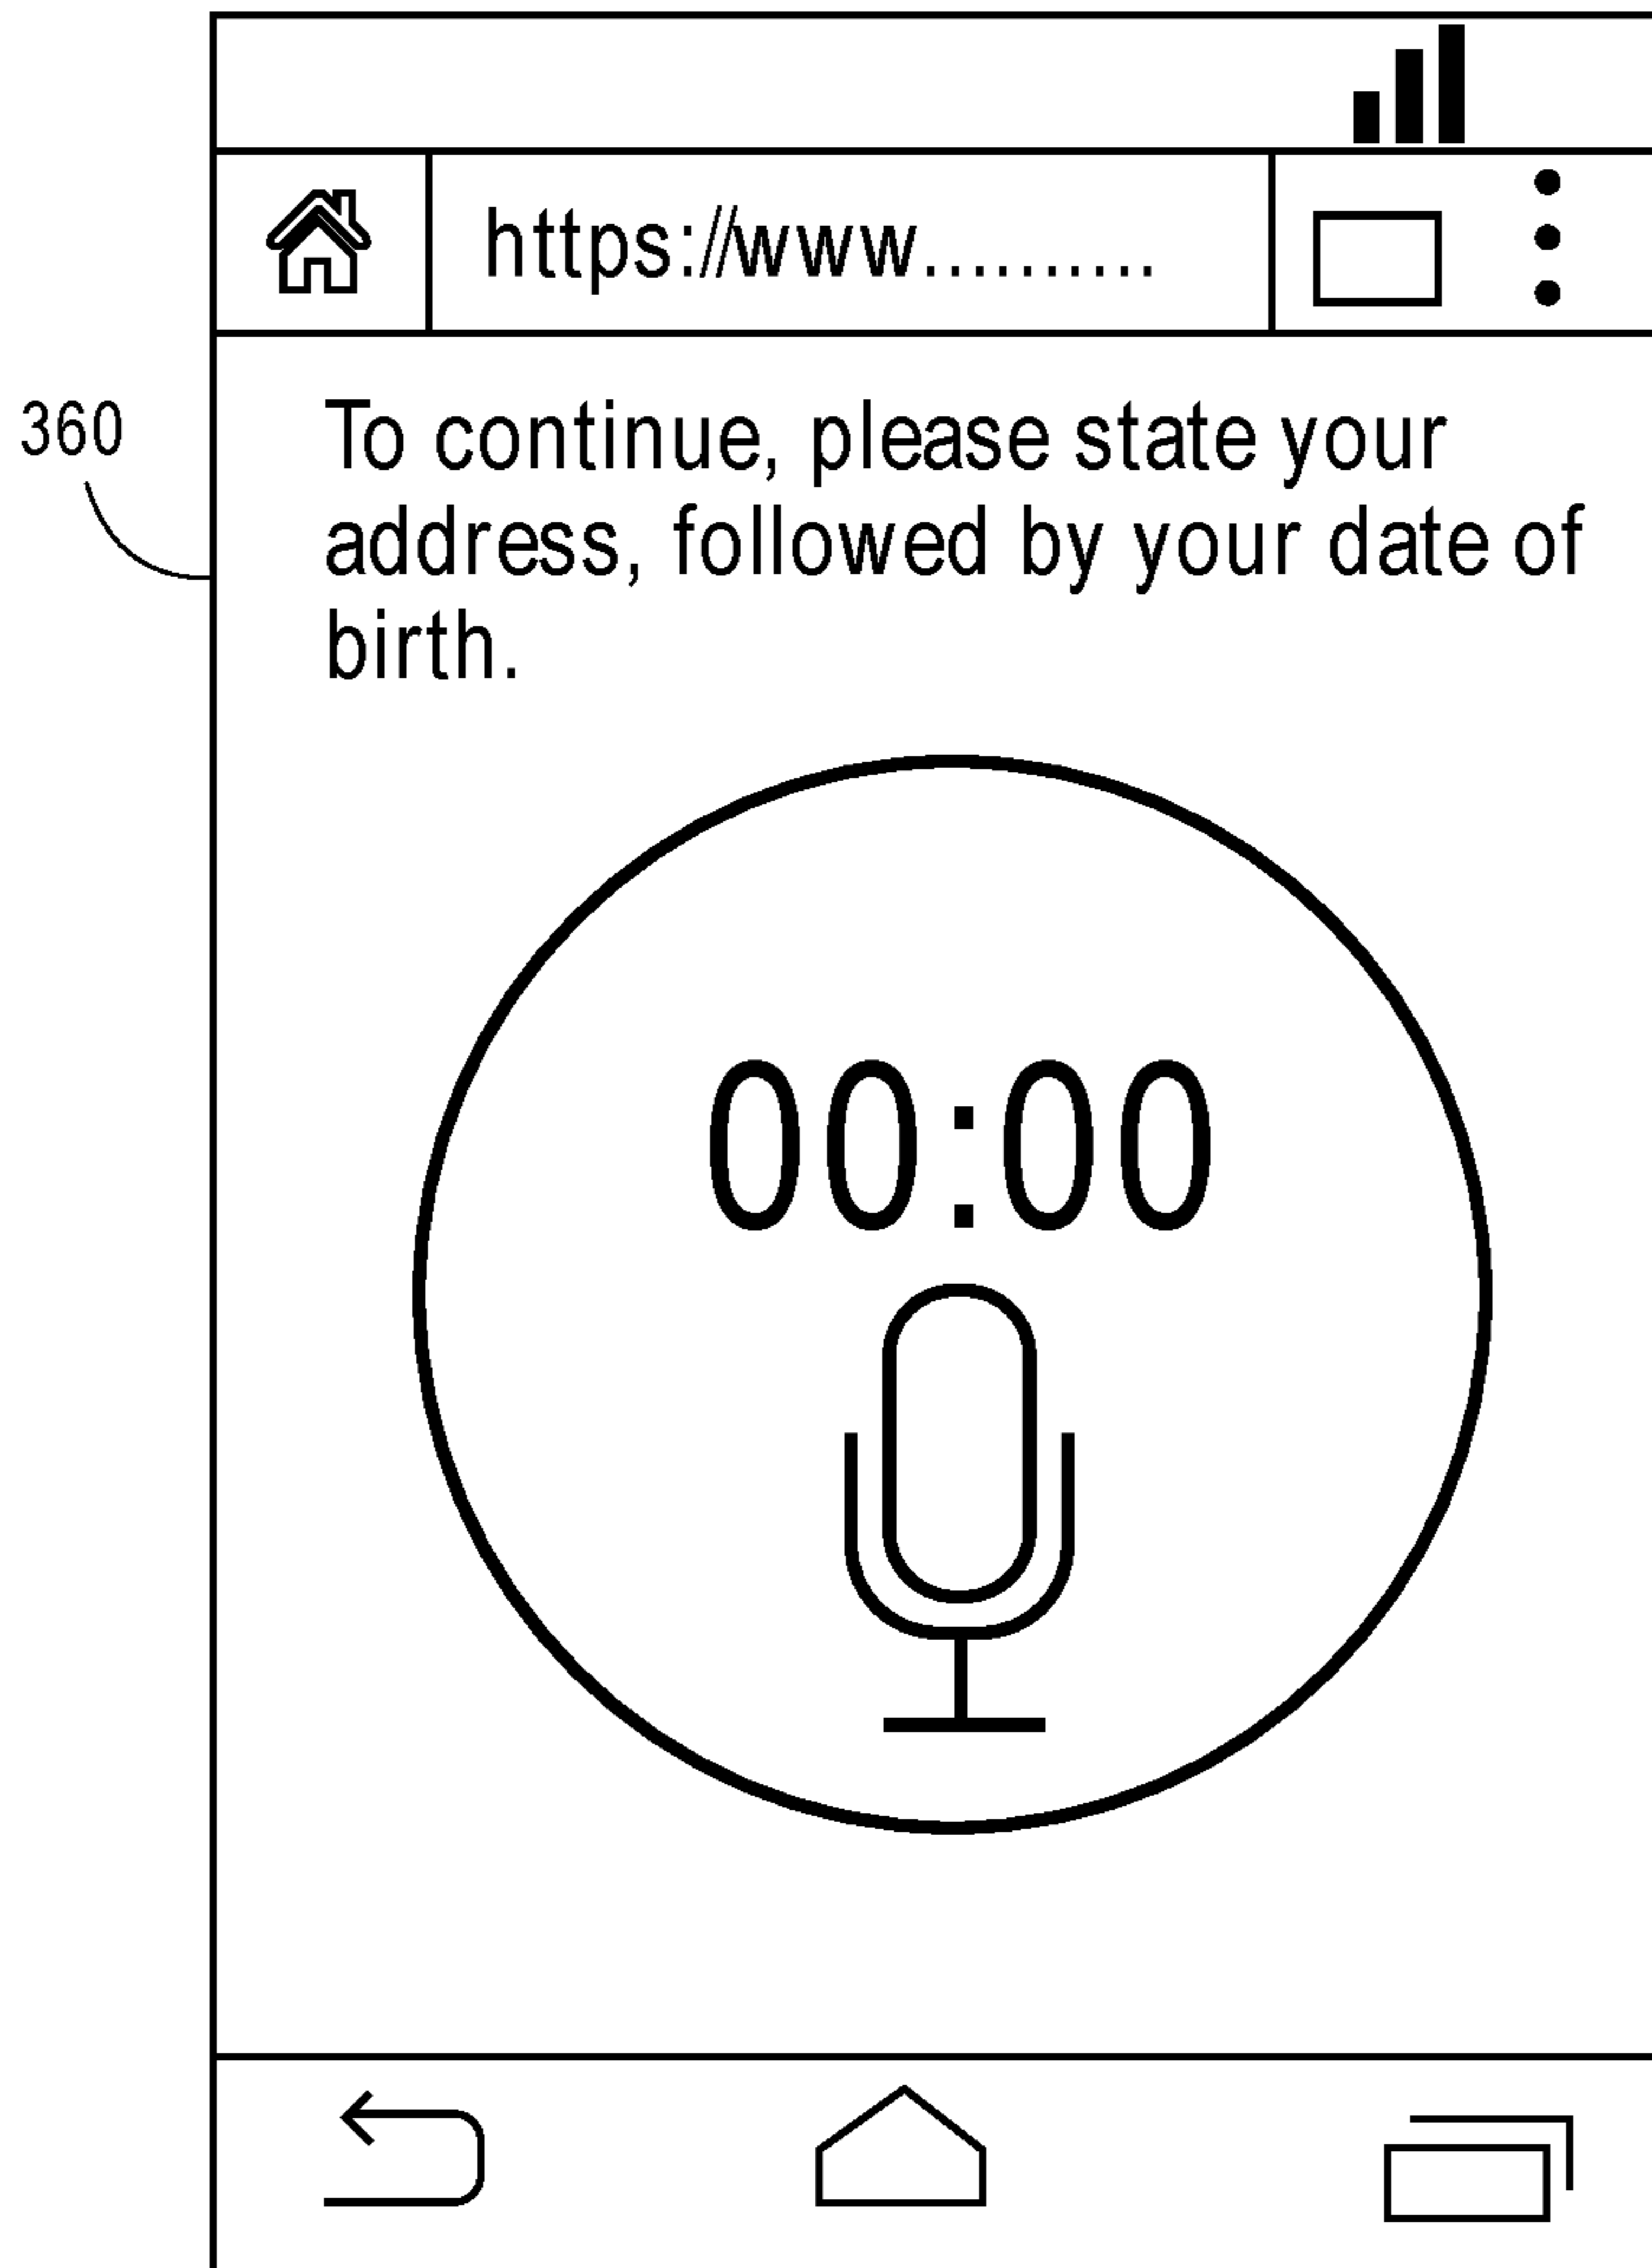 https://www..........
360
To continue, please state your
address, followed by your date of
birth.
00:00